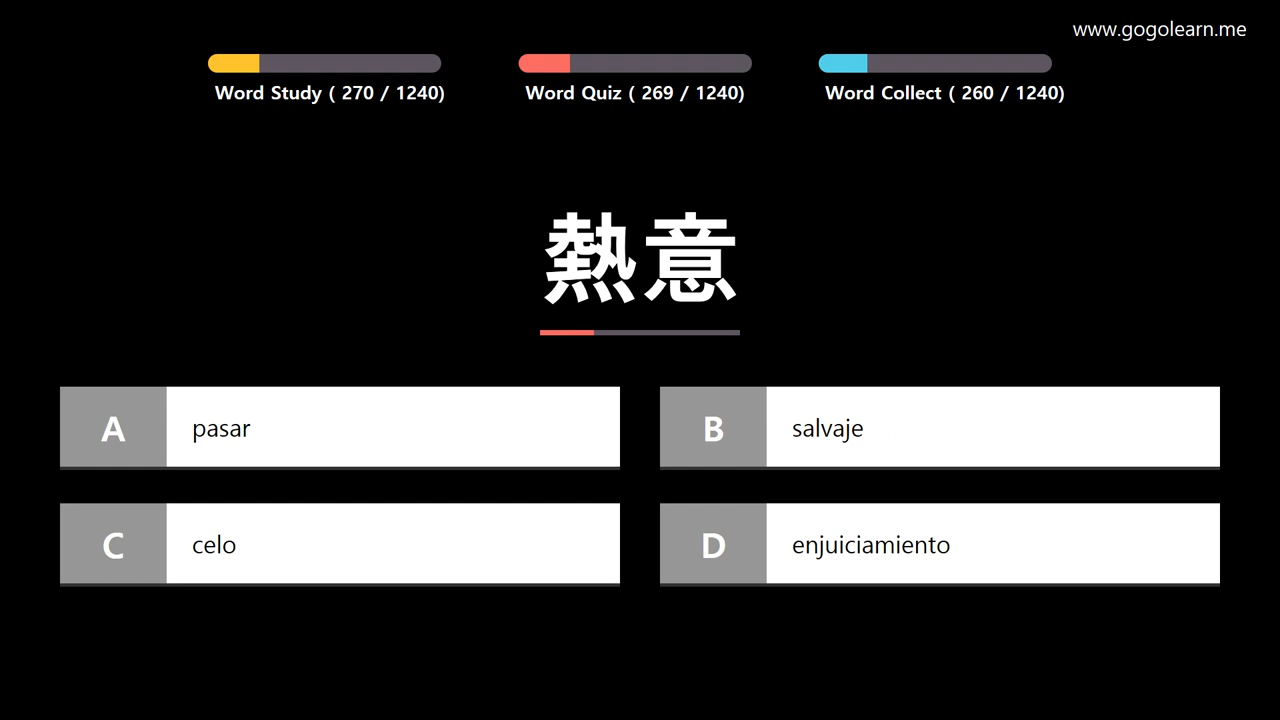 www.gogolearn.me
Word Study ( 270 / 1240)
Word Quiz ( 269 / 1240)
Word Collect ( 260 / 1240)
熱意
A pasar
B salvaje
C celo
D enjuiciamiento